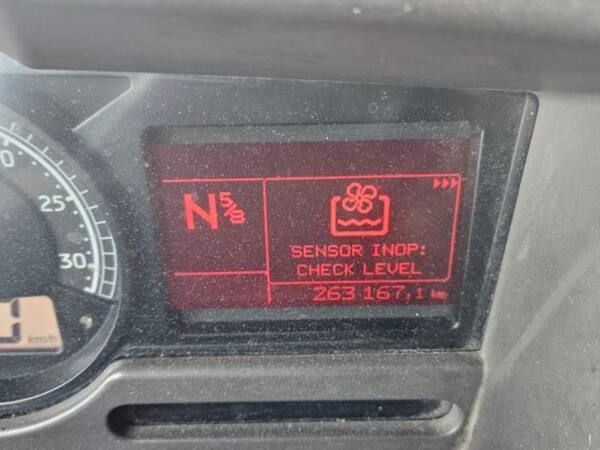 25
30
km/h
N 5/8
SENSOR INOP:
CHECK LEVEL
263 167,1 km